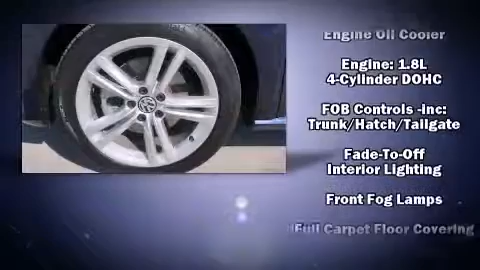 Engine Oil Cooler
Engine: 1.8L
4-Cylinder DOHC
FOB Controls -inc:
Trunk/Hatch/Tailgate
Fade-To-Off
Interior Lighting
Front Fog Lamps
Full Carpet Floor Covering